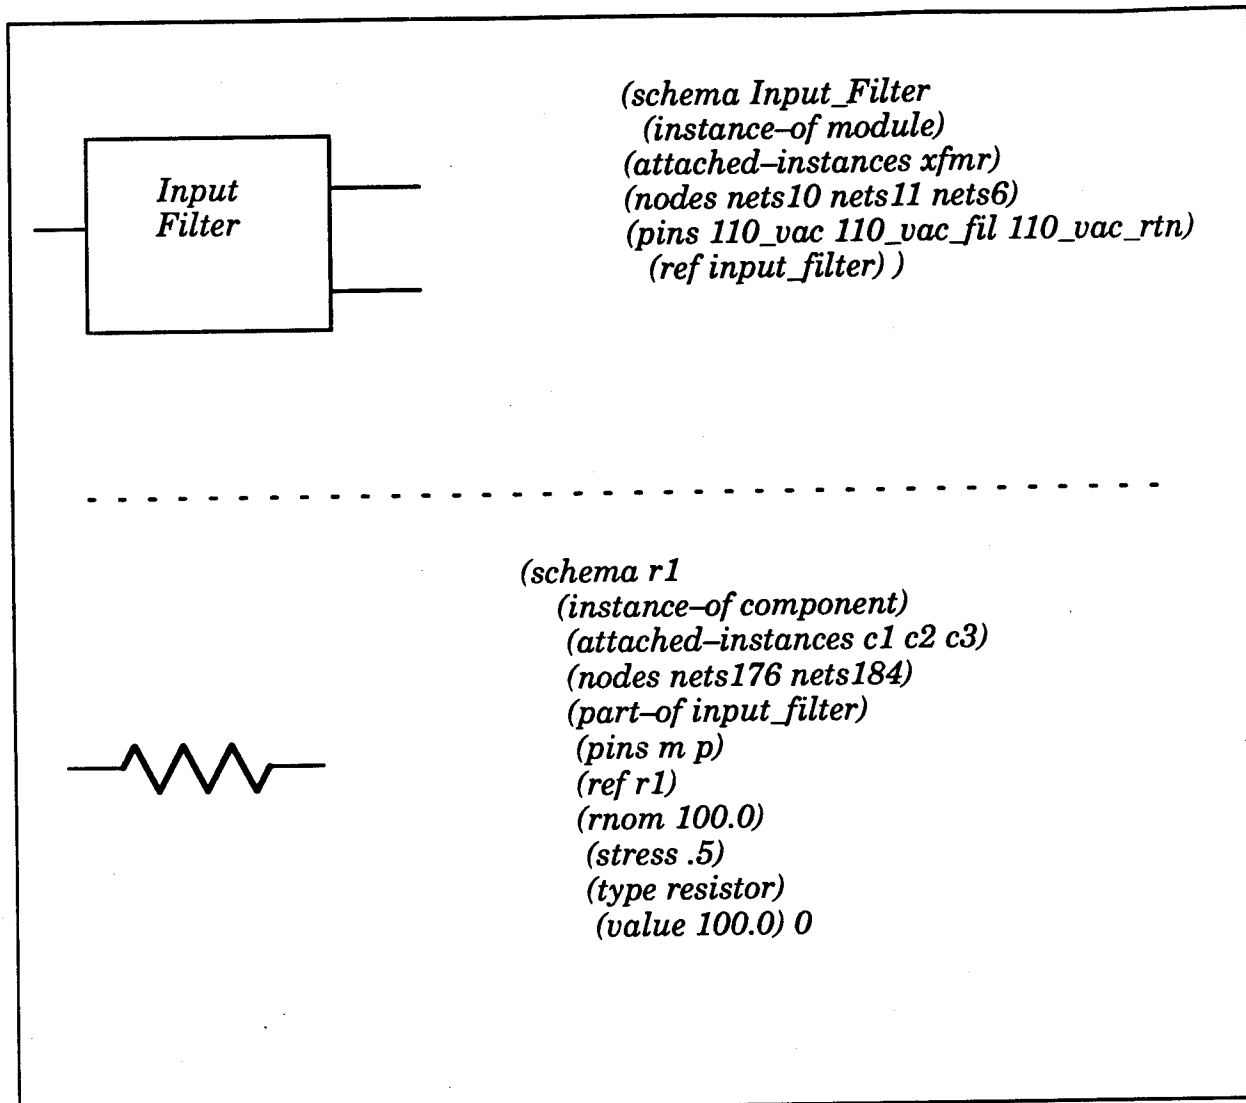 Input
Filter
(schema Input_Filter
(instance–of module)
(attached–instances xfmr)
(nodes nets10 nets11 nets6)
(pins 110_vac 110_vac_fil 110_vac_rtn)
(ref input_filter) )
(schema r1
(instance–of component)
(attached–instances c1 c2 c3)
(nodes nets176 nets184)
(part–of input_filter)
(pins m p)
(ref r1)
(rnom 100.0)
(stress .5)
(type resistor)
(value 100.0) 0